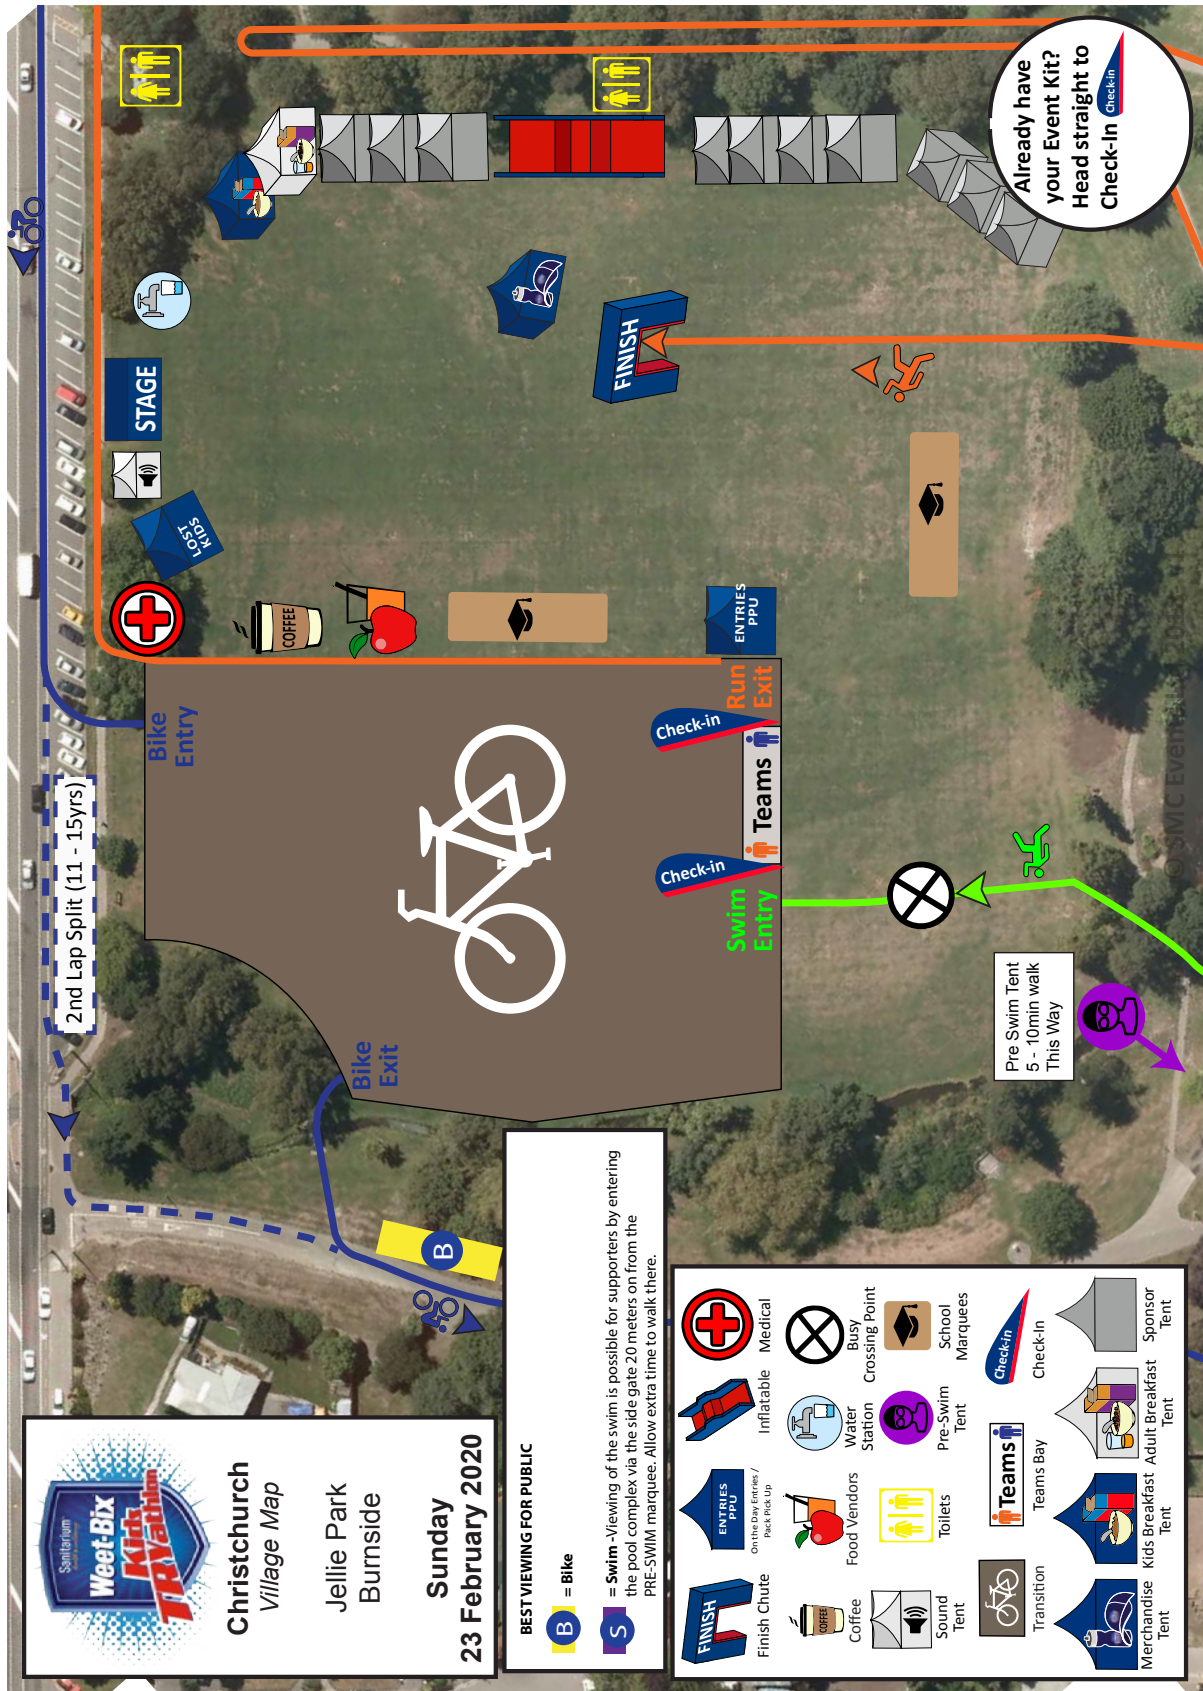 Sanitarium
Weet-Bix
Kids
TRYathlon
Christchurch
Village Map
Jellie Park
Burnside
Sunday
23 February 2020
BEST VIEWING FOR PUBLIC
B = Bike
S = Swim -Viewing of the swim is possible for supporters by entering
the pool complex via the side gate 20 meters on from the
PRE-SWIM marquee. Allow extra time to walk there.
FINISH
Finish Chute
ENTRIES
PPU
On the Day Entries /
Pack Pick Up
Inflatable
Medical
COFFEE
Coffee
Food Vendors
Water
Station
Busy
Crossing Point
Sound
Tent
Toilets
Pre-Swim
Tent
School
Marquees
Transition
Teams
Teams Bay
Check-in
Check-In
Merchandise
Tent
Kids Breakfast
Tent
Adult Breakfast
Tent
Sponsor
Tent
2nd Lap Split (11 - 15yrs)
B
Bike
Exit
Bike
Entry
Swim
Entry
Check-in
Teams
Check-in
Run
Exit
Pre Swim Tent
5 - 10min walk
This Way
COFFEE
LOST
KIDS
STAGE
ENTRIES
PPU
FINISH
Already have
your Event Kit?
Head straight to
Check-In Check-in